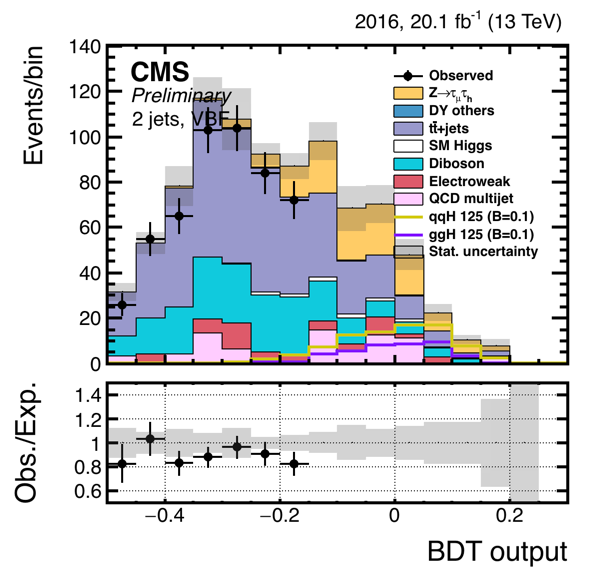 2016, 20.1 fb⁻¹ (13 TeV)
Events/bin
140
120
100
80
60
40
20
0
CMS
Preliminary
2 jets, VBF
Observed
Z→τ_μτ_h
DY others
tt̄+jets
SM Higgs
Diboson
Electroweak
QCD multijet
qqH 125 (B=0.1)
ggH 125 (B=0.1)
Stat. uncertainty
Obs./Exp.
1.4
1.2
1
0.8
0.6
−0.4
−0.2
0
0.2
BDT output